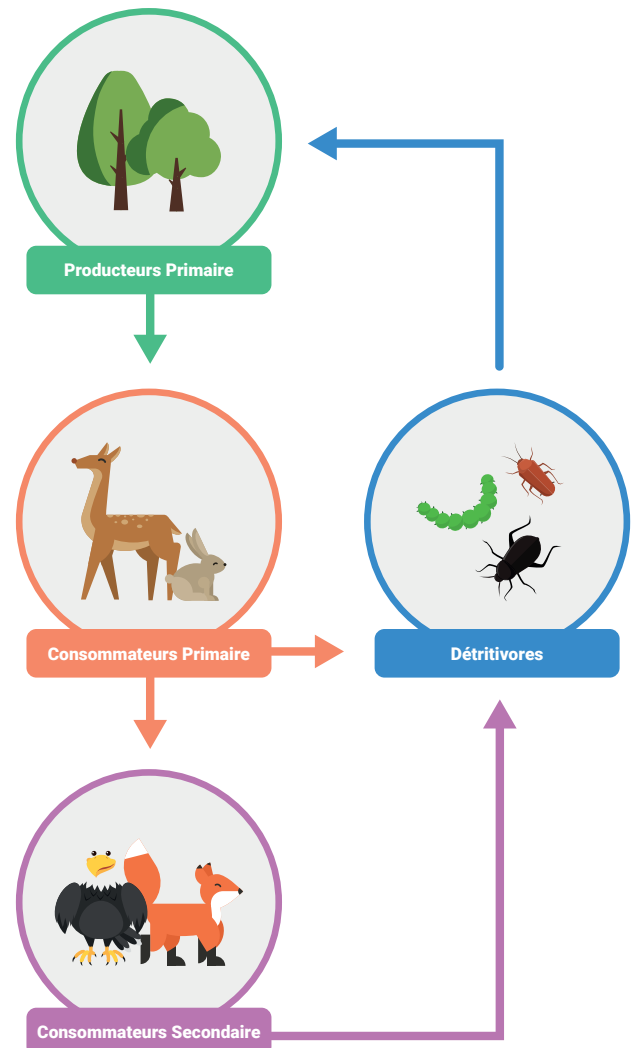 Producteurs Primaire
Consommateurs Primaire
Détritivores
Consommateurs Secondaire